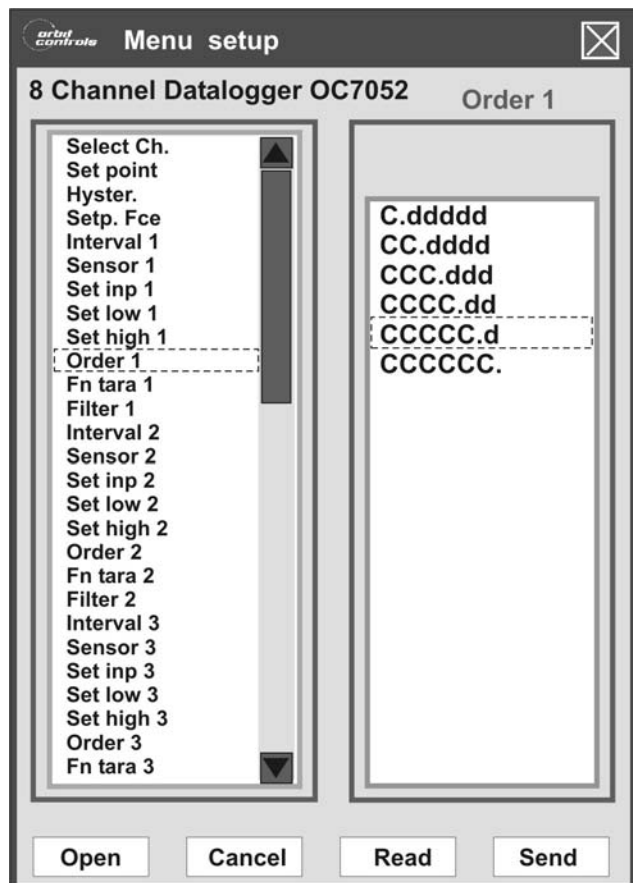 orbit
controls
Menu setup
8 Channel Datalogger OC7052
Order 1
Select Ch.
Set point
Hyster.
Setp. Fce
Interval 1
Sensor 1
Set inp 1
Set low 1
Set high 1
Order 1
Fn tara 1
Filter 1
Interval 2
Sensor 2
Set inp 2
Set low 2
Set high 2
Order 2
Fn tara 2
Filter 2
Interval 3
Sensor 3
Set inp 3
Set low 3
Set high 3
Order 3
Fn tara 3
C.ddddd
CC.dddd
CCC.ddd
CCCC.dd
CCCCC.d
CCCCCC.
Open
Cancel
Read
Send